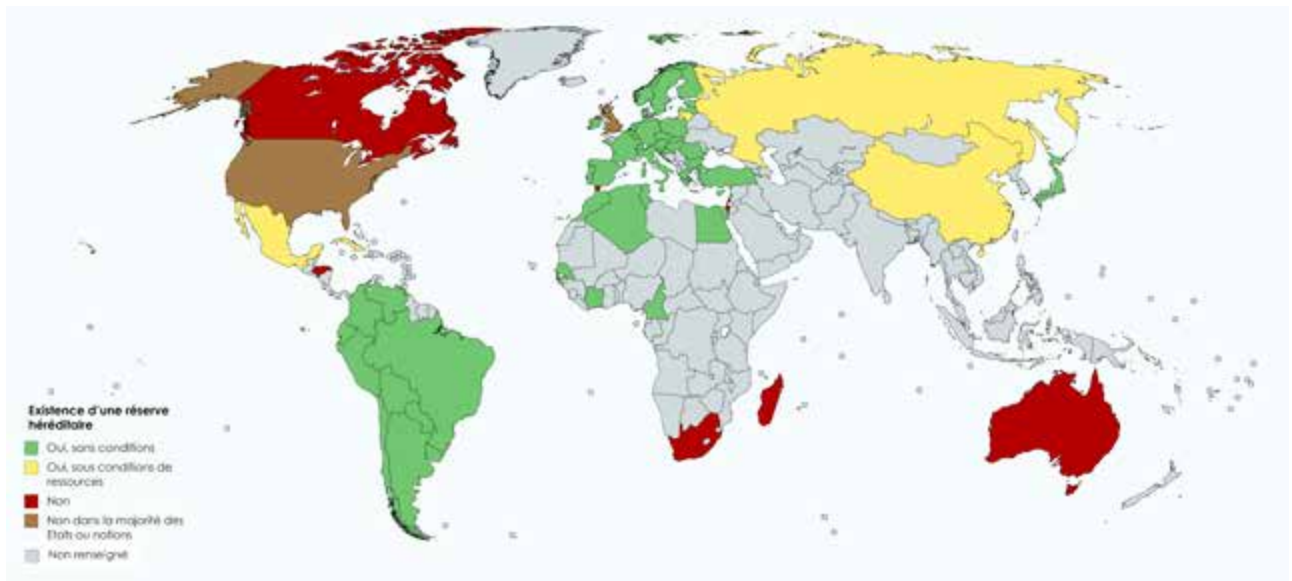 Existence d'une réserve
héréditaire
Oui, sans conditions
Oui, sous conditions de
ressources
Non
Non dans la majorité des
Etats ou nations
Non renseigné